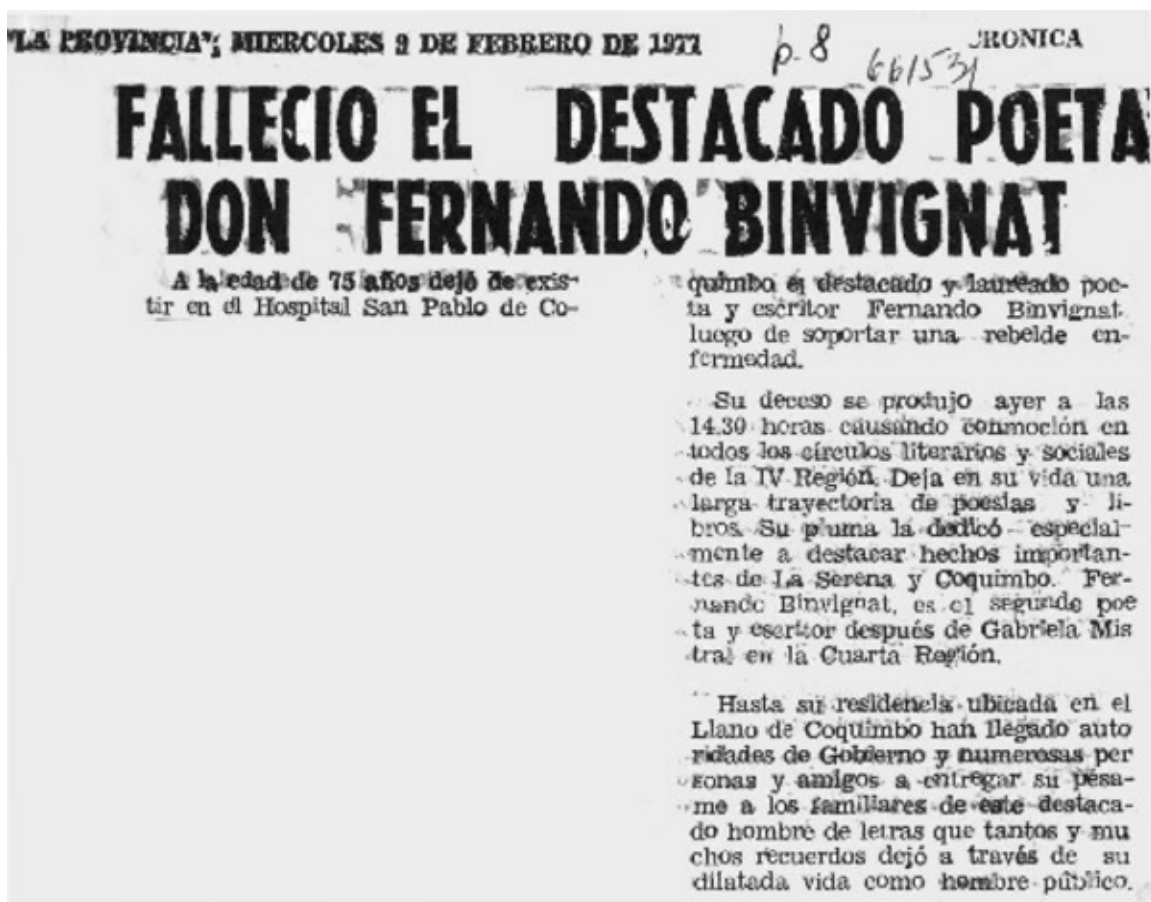 "LA PROVINCIA"; MIERCOLES 9 DE FEBRERO DE 1977
p. 8
661531
CRONICA
FALLECIO EL DESTACADO POETA
DON FERNANDO BINVIGNAT
A la edad de 75 años dejó de exis-
tir en el Hospital San Pablo de Co-
quimbo el destacado y laureado poe-
ta y escritor Fernando Binvignat
luego de soportar una rebelde en-
fermedad.
Su deceso se produjo ayer a las
14.30 horas causando conmoción en
todos los círculos literarios y sociales
de la IV Región. Deja en su vida una
larga trayectoria de poesías y li-
bros. Su pluma la dedicó especial-
mente a destacar hechos importan-
tes de La Serena y Coquimbo. Fer-
nando Binvignat, es el segundo poe
ta y escritor después de Gabriela Mis
tral en la Cuarta Región.
Hasta su residencia ubicada en el
Llano de Coquimbo han llegado auto
ridades de Gobierno y numerosas per
sonas y amigos a entregar su pésa-
me a los familiares de este destaca-
do hombre de letras que tantos y mu
chos recuerdos dejó a través de su
dilatada vida como hombre público.